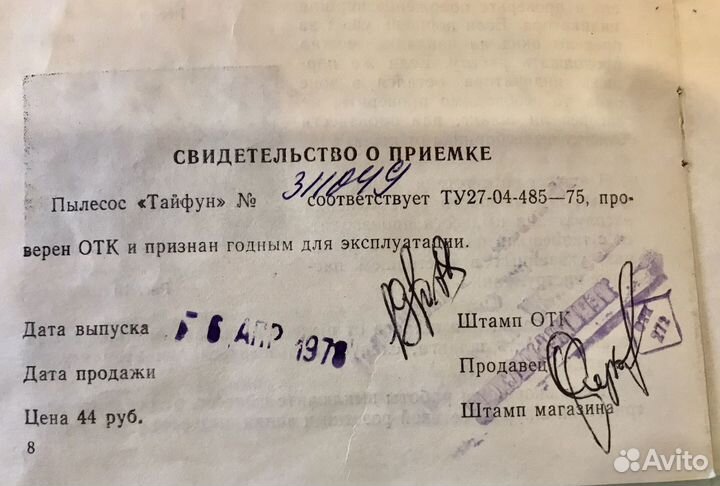 СВИДЕТЕЛЬСТВО О ПРИЕМКЕ
Пылесос «Тайфун» № 311049 соответствует ТУ27-04-485—75, про-
верен ОТК и признан годным для эксплуатации.
Дата выпуска АПР 1978
Штамп ОТК
Дата продажи
Продавец
Цена 44 руб.
Штамп магазина
8
Avito